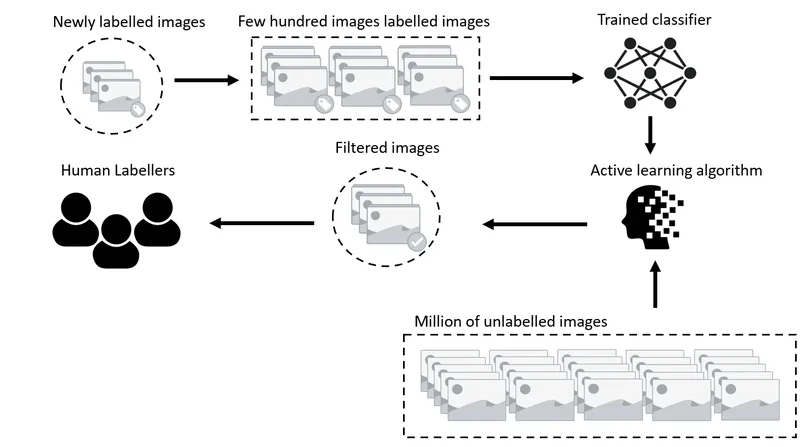 Newly labelled images
Few hundred images labelled images
Trained classifier
Filtered images
Human Labellers
Active learning algorithm
Million of unlabelled images